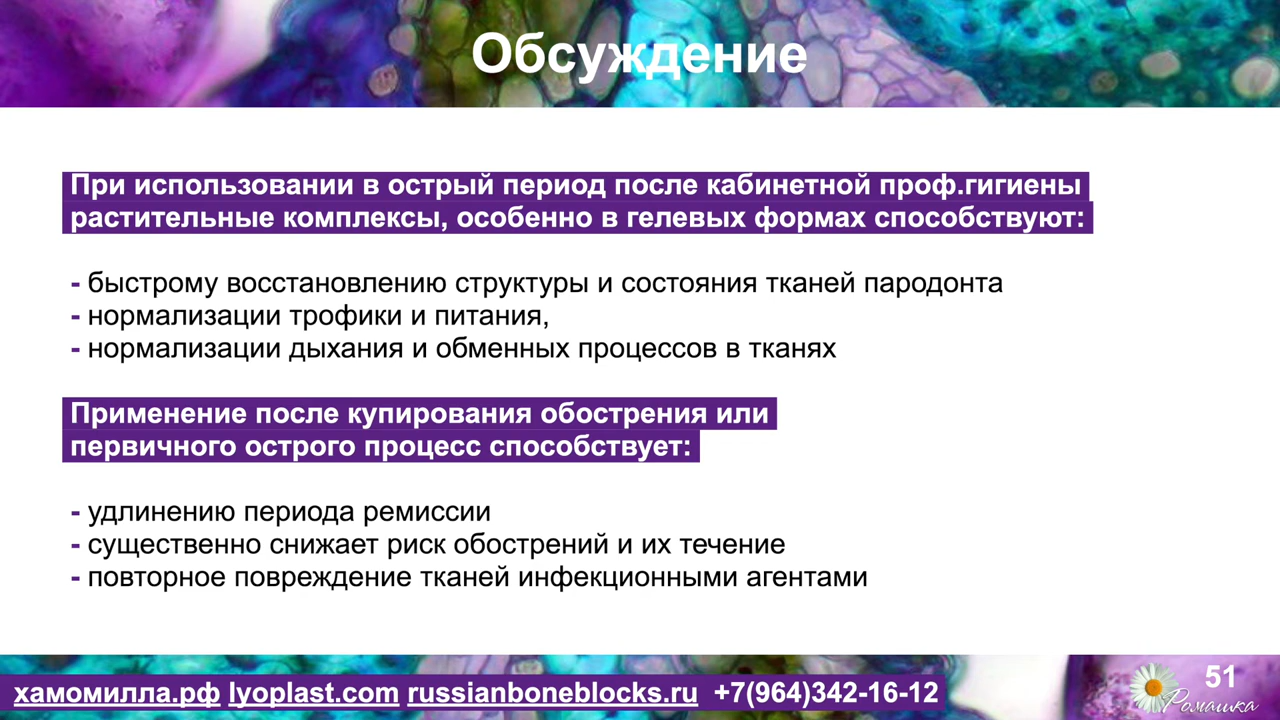 Обсуждение
При использовании в острый период после кабинетной проф.гигиены
растительные комплексы, особенно в гелевых формах способствуют:
- быстрому восстановлению структуры и состояния тканей пародонта
- нормализации трофики и питания,
- нормализации дыхания и обменных процессов в тканях
Применение после купирования обострения или
первичного острого процесс способствует:
- удлинению периода ремиссии
- существенно снижает риск обострений и их течение
- повторное повреждение тканей инфекционными агентами
хамомилла.рф lyoplast.com russianboneblocks.ru +7(964)342-16-12
51
Ромашка